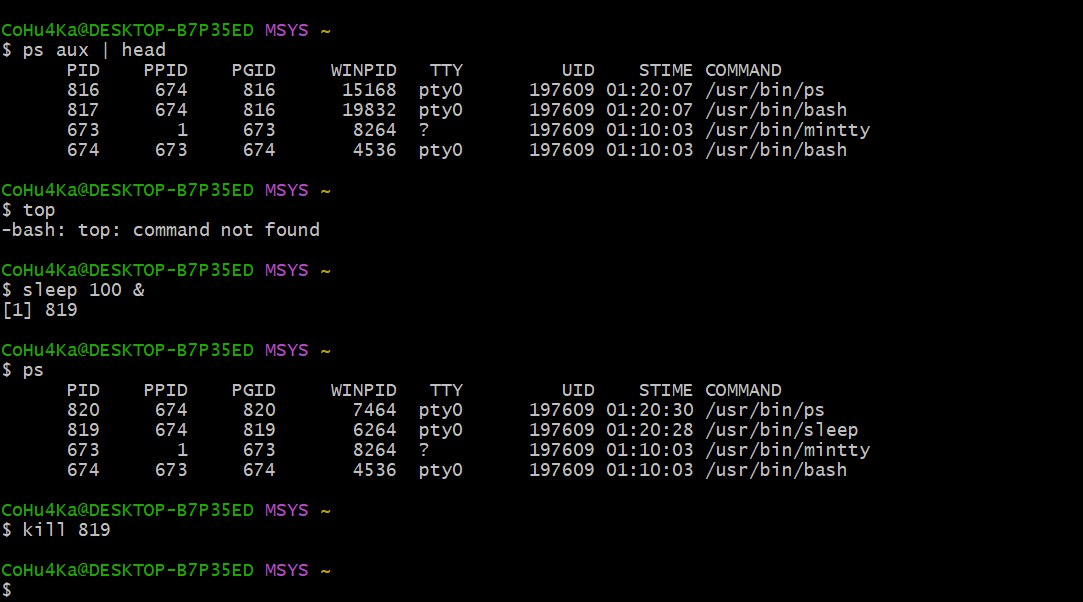 CoHu4Ka@DESKTOP-B7P35ED MSYS ~
$ ps aux | head
      PID    PPID    PGID     WINPID   TTY         UID    STIME COMMAND
      816     674     816      15168  pty0      197609 01:20:07 /usr/bin/ps
      817     674     816      19832  pty0      197609 01:20:07 /usr/bin/bash
      673       1     673       8264  ?         197609 01:10:03 /usr/bin/mintty
      674     673     674       4536  pty0      197609 01:10:03 /usr/bin/bash
CoHu4Ka@DESKTOP-B7P35ED MSYS ~
$ top
-bash: top: command not found
CoHu4Ka@DESKTOP-B7P35ED MSYS ~
$ sleep 100 &
[1] 819
CoHu4Ka@DESKTOP-B7P35ED MSYS ~
$ ps
      PID    PPID    PGID     WINPID   TTY         UID    STIME COMMAND
      820     674     820       7464  pty0      197609 01:20:30 /usr/bin/ps
      819     674     819       6264  pty0      197609 01:20:28 /usr/bin/sleep
      673       1     673       8264  ?         197609 01:10:03 /usr/bin/mintty
      674     673     674       4536  pty0      197609 01:10:03 /usr/bin/bash
CoHu4Ka@DESKTOP-B7P35ED MSYS ~
$ kill 819
CoHu4Ka@DESKTOP-B7P35ED MSYS ~
$